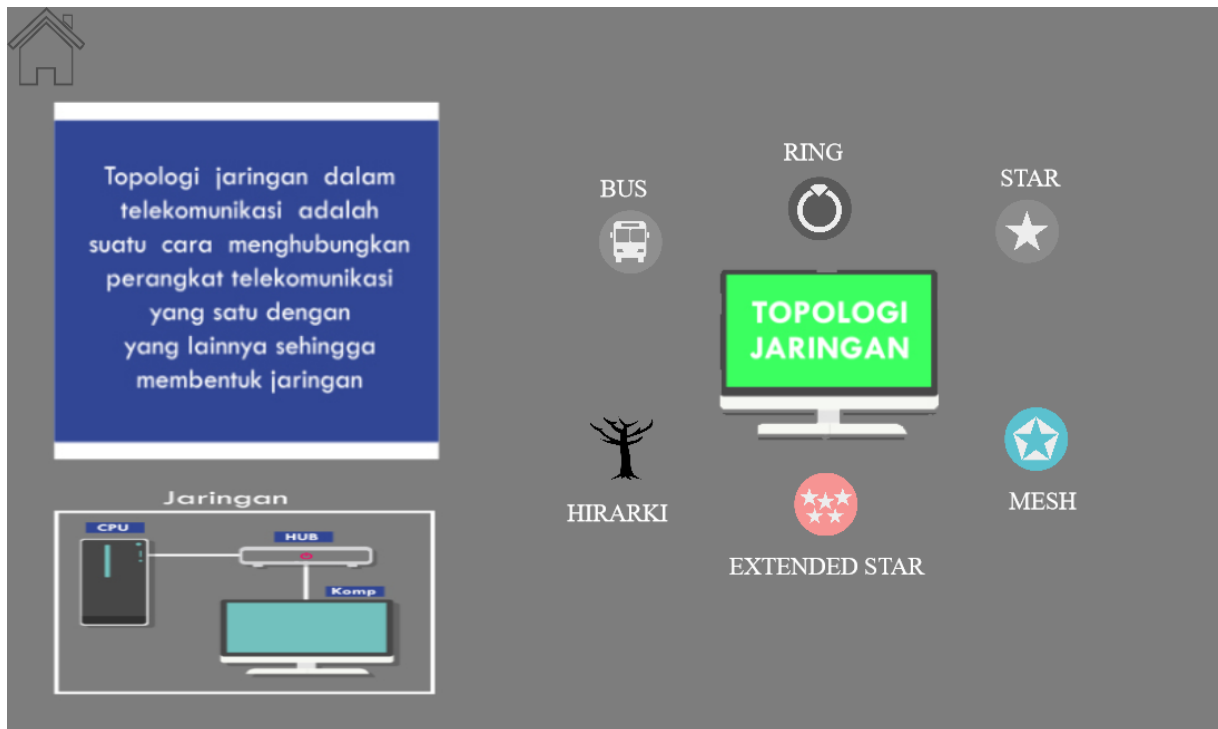 Topologi jaringan dalam
telekomunikasi adalah
suatu cara menghubungkan
perangkat telekomunikasi
yang satu dengan
yang lainnya sehingga
membentuk jaringan
Jaringan
CPU
HUB
Komp
BUS
RING
STAR
TOPOLOGI
JARINGAN
HIRARKI
EXTENDED STAR
MESH